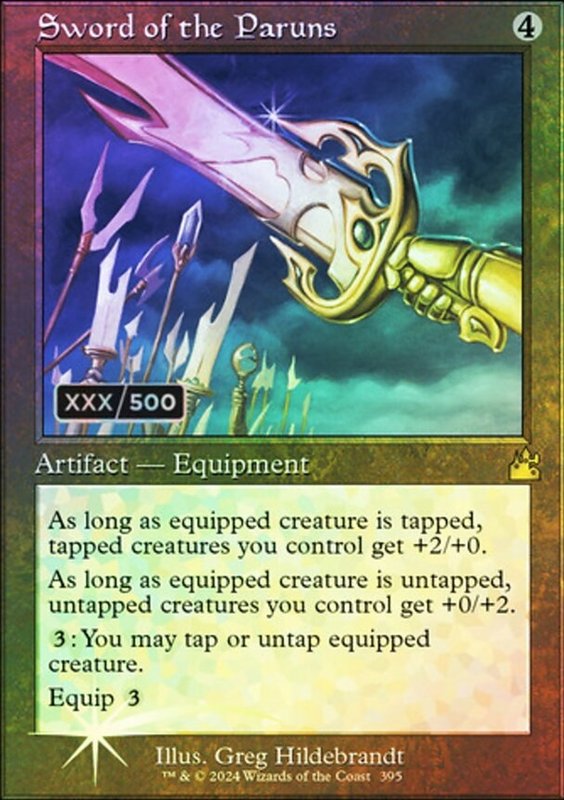 Sword of the Paruns 4
XXX/500
Artifact — Equipment
As long as equipped creature is tapped,
tapped creatures you control get +2/+0.
As long as equipped creature is untapped,
untapped creatures you control get +0/+2.
3: You may tap or untap equipped
creature.
Equip 3
Illus. Greg Hildebrandt
™ & © 2024 Wizards of the Coast 395